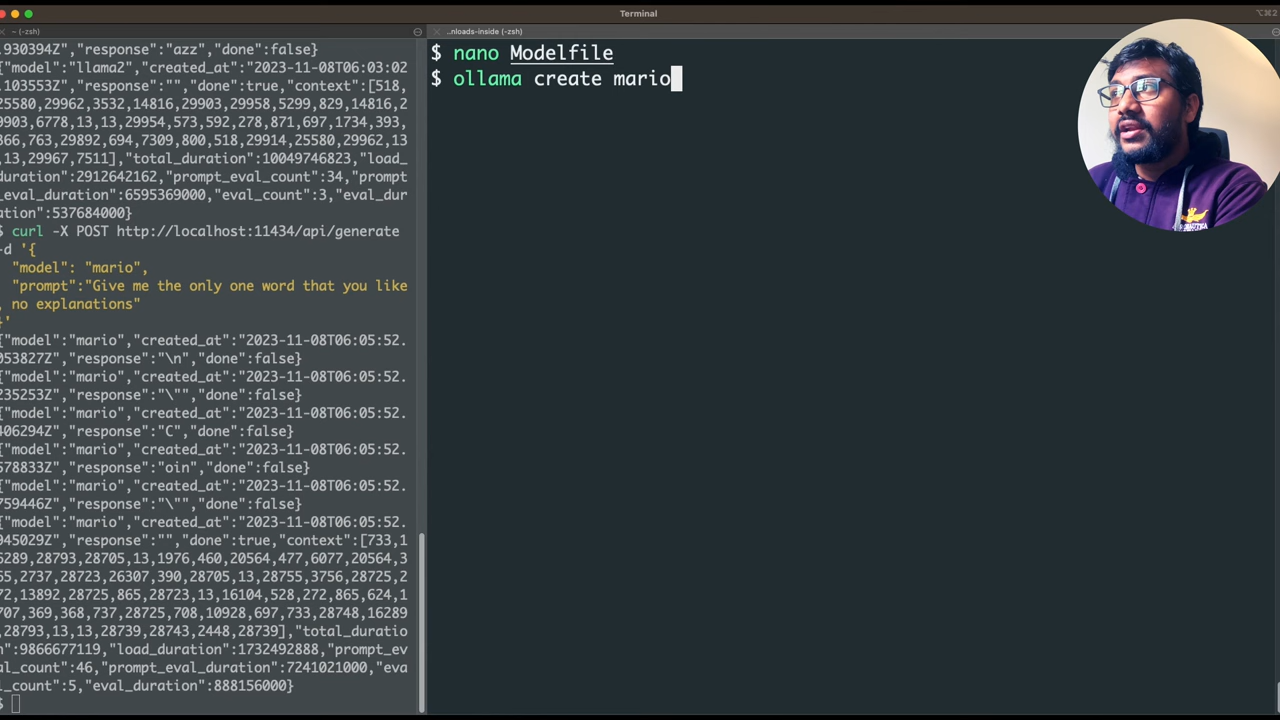 Terminal
⌥⌘2
~ (-zsh)
..nloads-inside (-zsh)
.930394Z","response":"azz","done":false}
{"model":"llama2","created_at":"2023-11-08T06:03:02
.103553Z","response":"","done":true,"context":[518,
25580,29962,3532,14816,29903,29958,5299,829,14816,2
9903,6778,13,13,29954,573,592,278,871,697,1734,393,
366,763,29892,694,7309,800,518,29914,25580,29962,13
,13,29967,7511],"total_duration":10049746823,"load_
duration":2912642162,"prompt_eval_count":34,"prompt
_eval_duration":6595369000,"eval_count":3,"eval_dur
ation":537684000}
$ curl -X POST http://localhost:11434/api/generate
-d '{
"model": "mario",
"prompt":"Give me the only one word that you like
, no explanations"
}'
{"model":"mario","created_at":"2023-11-08T06:05:52.
053827Z","response":"\n","done":false}
{"model":"mario","created_at":"2023-11-08T06:05:52.
235253Z","response":"\"","done":false}
{"model":"mario","created_at":"2023-11-08T06:05:52.
406294Z","response":"C","done":false}
{"model":"mario","created_at":"2023-11-08T06:05:52.
578833Z","response":"oin","done":false}
{"model":"mario","created_at":"2023-11-08T06:05:52.
759446Z","response":"\"","done":false}
{"model":"mario","created_at":"2023-11-08T06:05:52.
945029Z","response":"","done":true,"context":[733,1
6289,28793,28705,13,1976,460,20564,477,6077,20564,3
65,2737,28723,26307,390,28705,13,28755,3756,28725,2
72,13892,28725,865,28723,13,16104,528,272,865,624,1
707,369,368,737,28725,708,10928,697,733,28748,16289
,28793,13,13,28739,28743,2448,28739],"total_duratio
n":9866677119,"load_duration":1732492888,"prompt_ev
al_count":46,"prompt_eval_duration":7241021000,"eva
l_count":5,"eval_duration":888156000}
$
$ nano Modelfile
$ ollama create mario